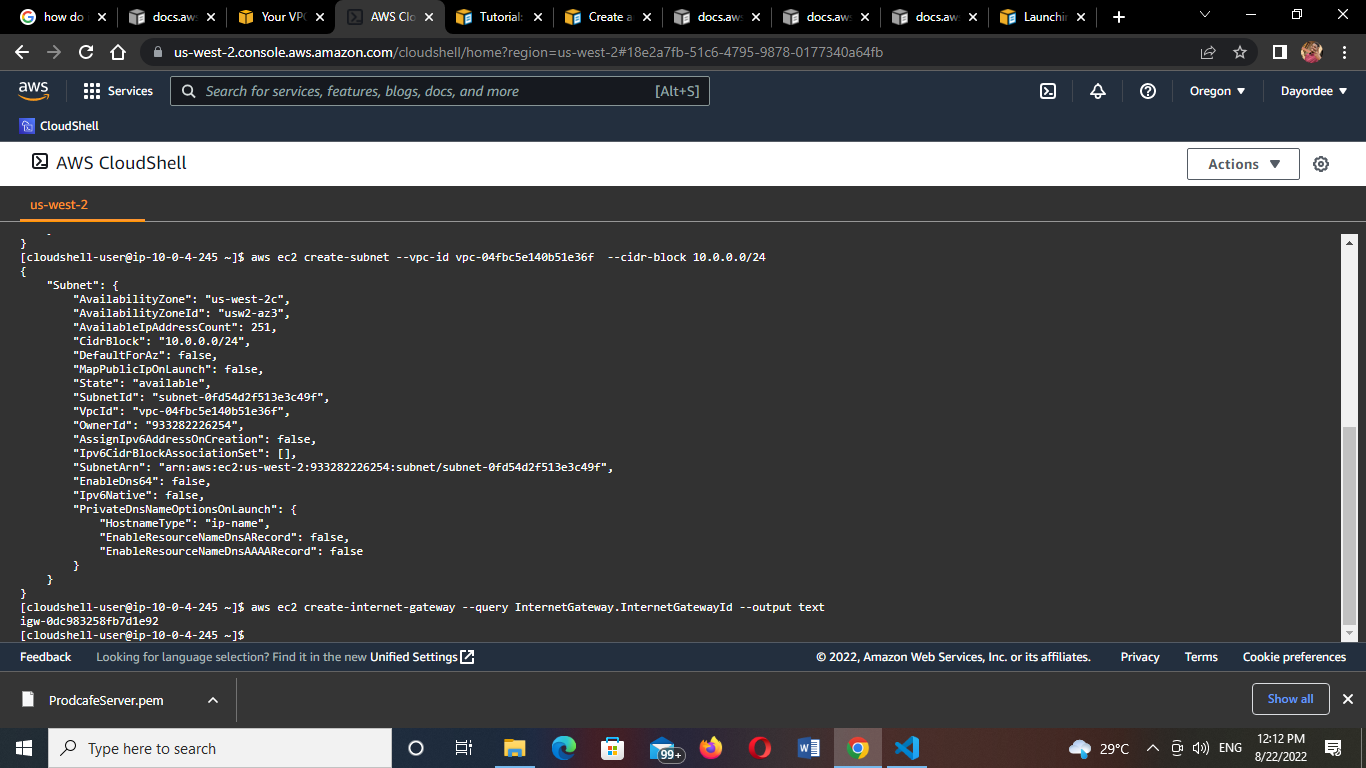 how do
docs.aws
Your VPC
AWS Clo
Tutorial:
Create a
docs.aws
docs.aws
docs.aws
Launchin
us-west-2.console.aws.amazon.com/cloudshell/home?region=us-west-2#18e2a7fb-51c6-4795-9878-0177340a64fb
aws
Services
Search for services, features, blogs, docs, and more
[Alt+S]
Oregon
Dayordee
CloudShell
AWS CloudShell
Actions
us-west-2
}
[cloudshell-user@ip-10-0-4-245 ~]$ aws ec2 create-subnet --vpc-id vpc-04fbc5e140b51e36f  --cidr-block 10.0.0.0/24
{
    "Subnet": {
        "AvailabilityZone": "us-west-2c",
        "AvailabilityZoneId": "usw2-az3",
        "AvailableIpAddressCount": 251,
        "CidrBlock": "10.0.0.0/24",
        "DefaultForAz": false,
        "MapPublicIpOnLaunch": false,
        "State": "available",
        "SubnetId": "subnet-0fd54d2f513e3c49f",
        "VpcId": "vpc-04fbc5e140b51e36f",
        "OwnerId": "933282226254",
        "AssignIpv6AddressOnCreation": false,
        "Ipv6CidrBlockAssociationSet": [],
        "SubnetArn": "arn:aws:ec2:us-west-2:933282226254:subnet/subnet-0fd54d2f513e3c49f",
        "EnableDns64": false,
        "Ipv6Native": false,
        "PrivateDnsNameOptionsOnLaunch": {
            "HostnameType": "ip-name",
            "EnableResourceNameDnsARecord": false,
            "EnableResourceNameDnsAAAARecord": false
        }
    }
}
[cloudshell-user@ip-10-0-4-245 ~]$ aws ec2 create-internet-gateway --query InternetGateway.InternetGatewayId --output text
igw-0dc983258fb7d1e92
[cloudshell-user@ip-10-0-4-245 ~]$
Feedback
Looking for language selection? Find it in the new Unified Settings
© 2022, Amazon Web Services, Inc. or its affiliates.
Privacy
Terms
Cookie preferences
ProdcafeServer.pem
Show all
Type here to search
99+
29°C
ENG
12:12 PM
8/22/2022